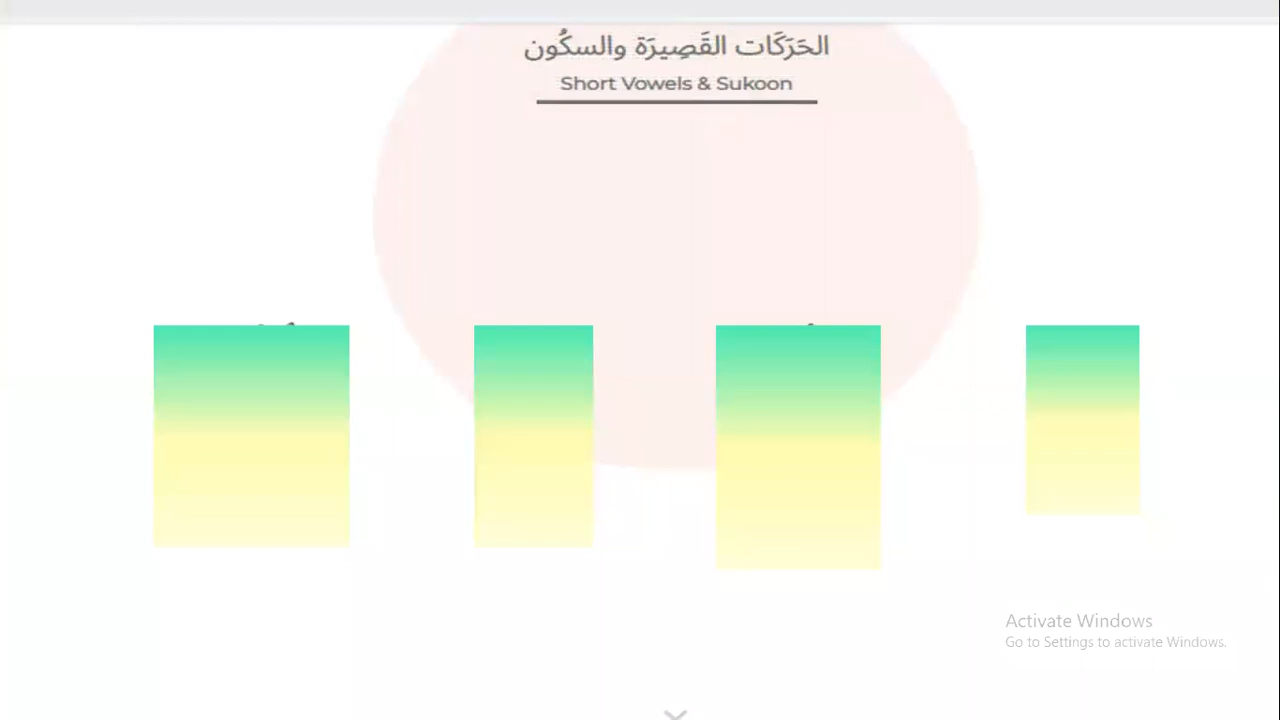 الحَرَكَات القَصِيرَة والسكُون
Short Vowels & Sukoon
Activate Windows
Go to Settings to activate Windows.